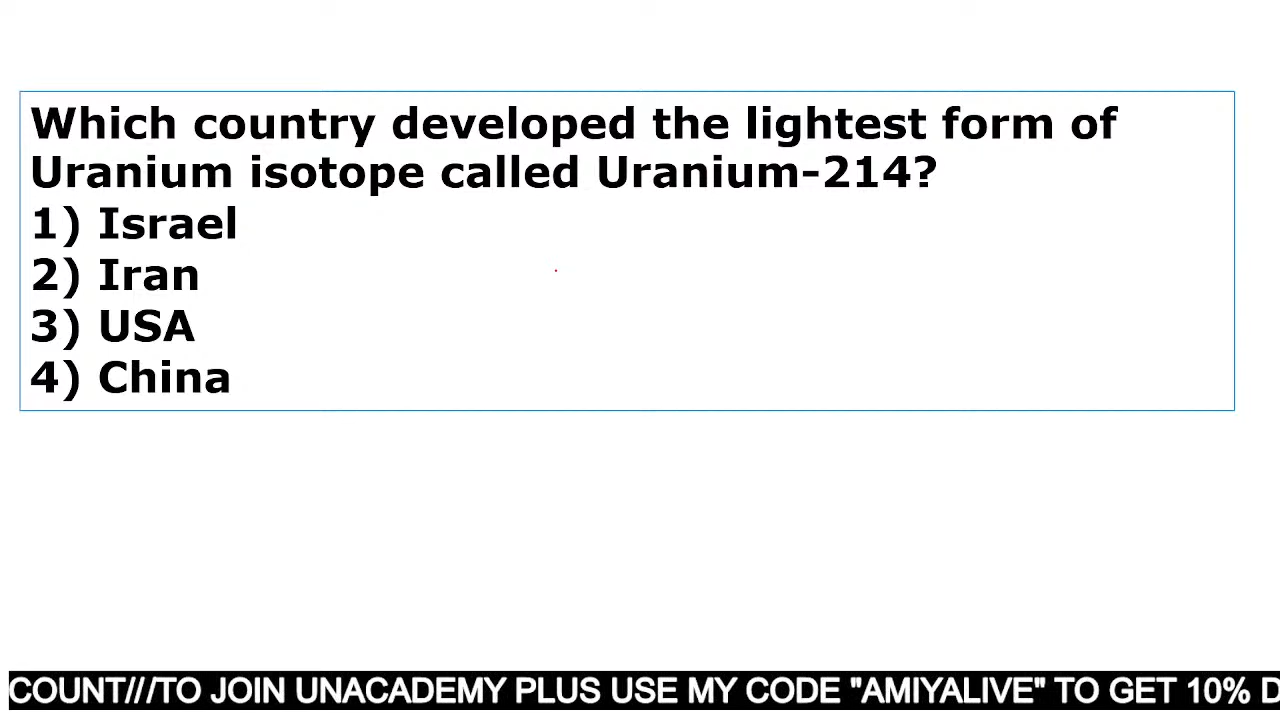 Which country developed the lightest form of
Uranium isotope called Uranium-214?
1) Israel
2) Iran
3) USA
4) China
COUNT///TO JOIN UNACADEMY PLUS USE MY CODE "AMIYALIVE" TO GET 10% D